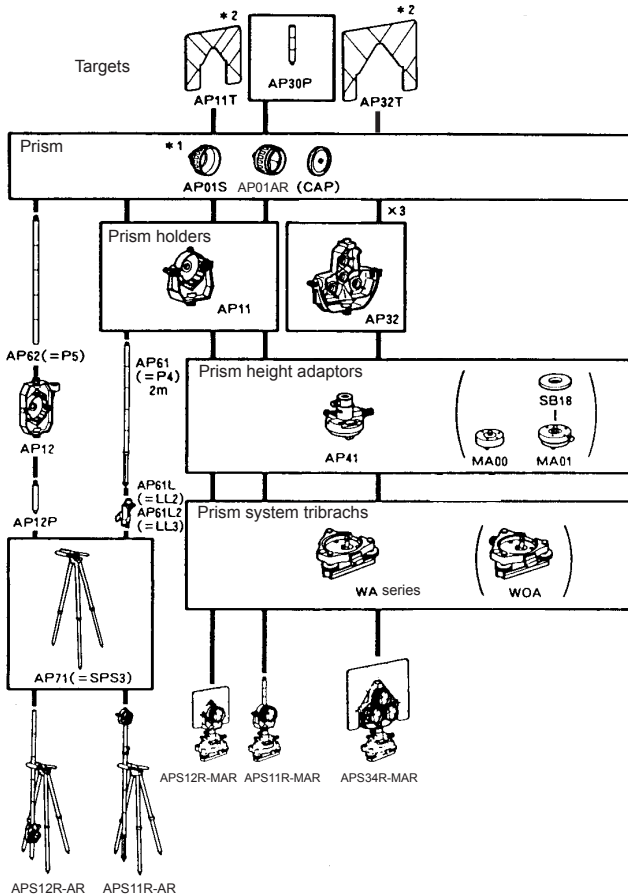 *2
*2
Targets
AP30P
AP11T
AP32T
Prism
*1
AP01S AP01AR (CAP)
×3
Prism holders
AP11
AP32
AP62(=P5)
AP61
(=P4)
2m
Prism height adaptors
SB18
AP12
AP41
MA00
MA01
AP61L
(=LL2)
AP61L2
(=LL3)
AP12P
Prism system tribrachs
WA series
WOA
AP71(=SPS3)
APS12R-MAR APS11R-MAR APS34R-MAR
APS12R-AR APS11R-AR